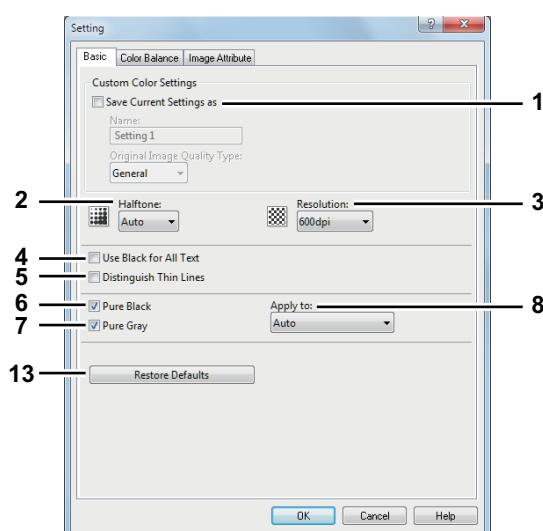 Setting
Basic Color Balance Image Attribute
Custom Color Settings
Save Current Settings as
1
Name:
Setting 1
Original Image Quality Type:
General
2
Halftone:
Auto
Resolution:
600dpi
3
4
Use Black for All Text
5
Distinguish Thin Lines
6
Pure Black
7
Pure Gray
Apply to:
Auto
8
13
Restore Defaults
OK Cancel Help